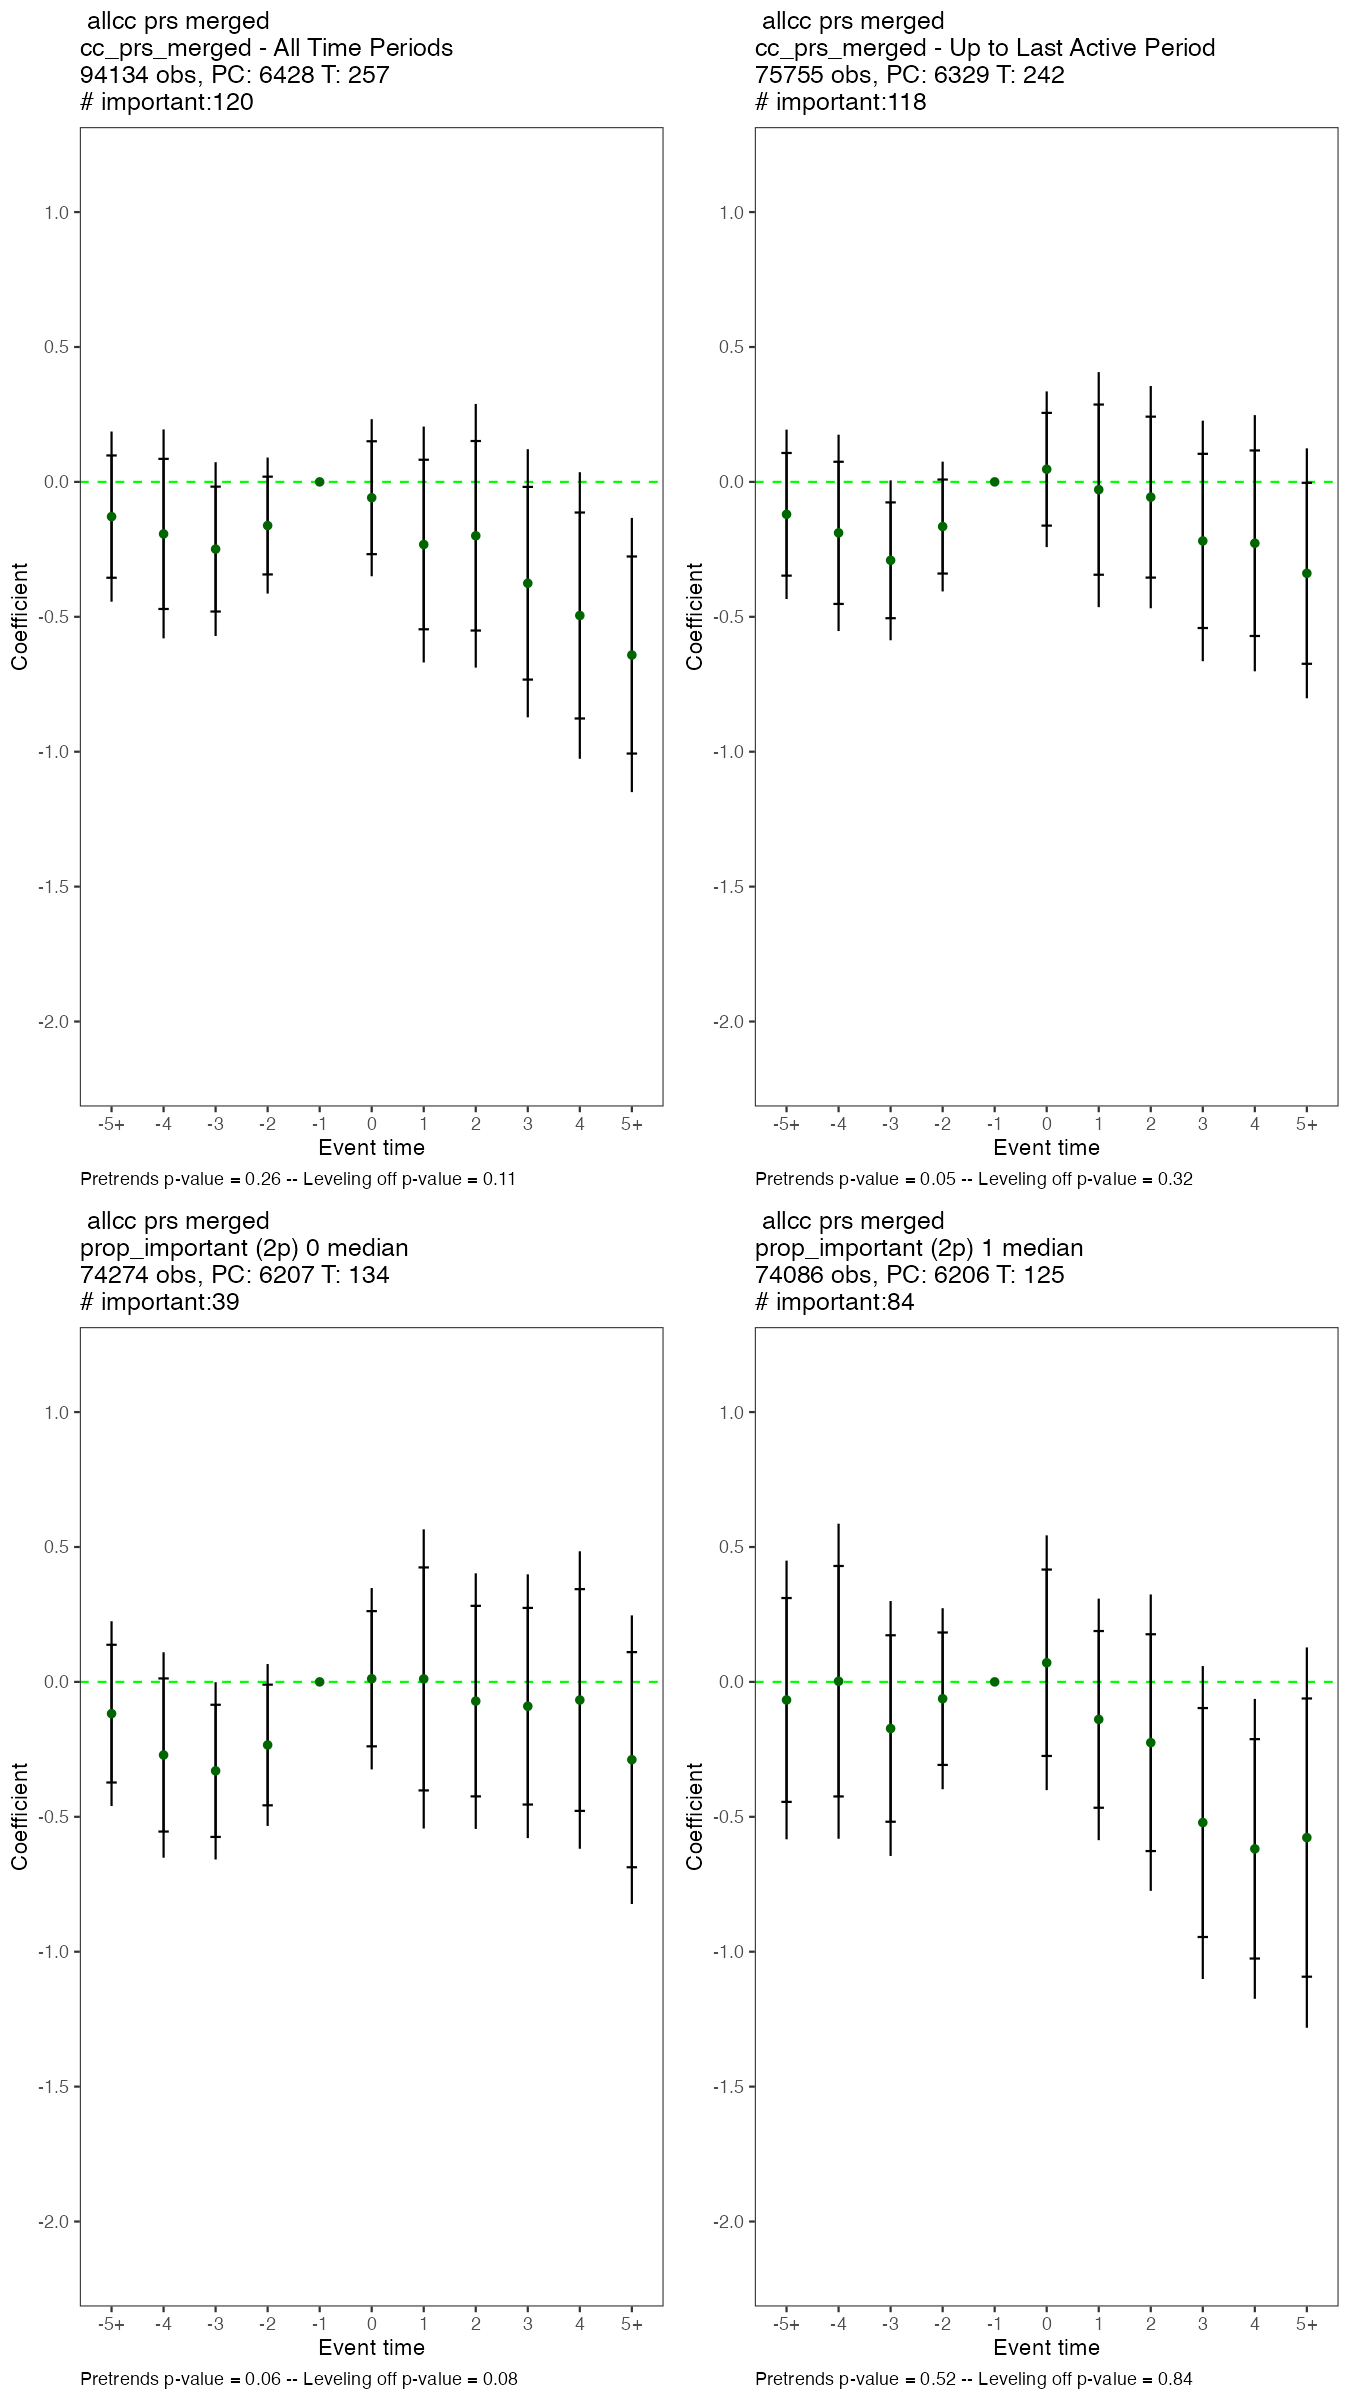 allcc prs merged
cc_prs_merged - All Time Periods
94134 obs, PC: 6428 T: 257
# important:120
1.0
0.5
0.0
-0.5
-1.0
-1.5
-2.0
Coefficient
-5+ -4 -3 -2 -1 0 1 2 3 4 5+
Event time
Pretrends p-value = 0.26 -- Leveling off p-value = 0.11
allcc prs merged
cc_prs_merged - Up to Last Active Period
75755 obs, PC: 6329 T: 242
# important:118
1.0
0.5
0.0
-0.5
-1.0
-1.5
-2.0
Coefficient
-5+ -4 -3 -2 -1 0 1 2 3 4 5+
Event time
Pretrends p-value = 0.05 -- Leveling off p-value = 0.32
allcc prs merged
prop_important (2p) 0 median
74274 obs, PC: 6207 T: 134
# important:39
1.0
0.5
0.0
-0.5
-1.0
-1.5
-2.0
Coefficient
-5+ -4 -3 -2 -1 0 1 2 3 4 5+
Event time
Pretrends p-value = 0.06 -- Leveling off p-value = 0.08
allcc prs merged
prop_important (2p) 1 median
74086 obs, PC: 6206 T: 125
# important:84
1.0
0.5
0.0
-0.5
-1.0
-1.5
-2.0
Coefficient
-5+ -4 -3 -2 -1 0 1 2 3 4 5+
Event time
Pretrends p-value = 0.52 -- Leveling off p-value = 0.84